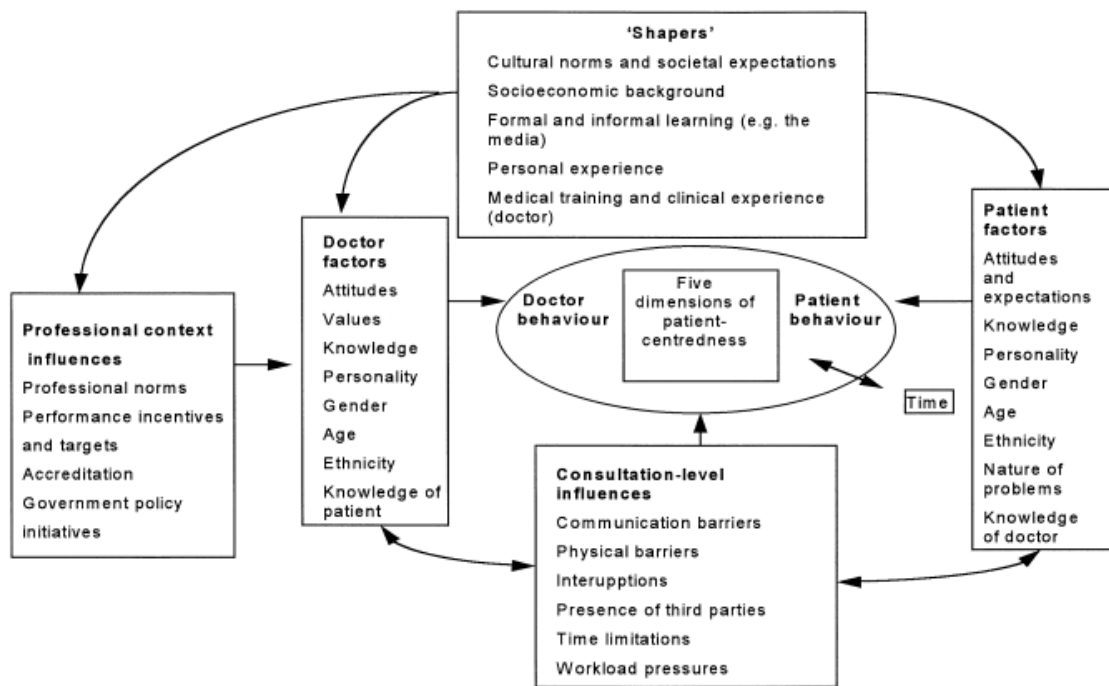 ‘Shapers’
Cultural norms and societal expectations
Socioeconomic background
Formal and informal learning (e.g. the
media)
Personal experience
Medical training and clinical experience
(doctor)
Doctor
factors
Attitudes
Values
Knowledge
Personality
Gender
Age
Ethnicity
Knowledge of
patient
Patient
factors
Attitudes
and
expectations
Knowledge
Personality
Gender
Age
Ethnicity
Nature of
problems
Knowledge
of doctor
Professional context
influences
Professional norms
Performance incentives
and targets
Accreditation
Government policy
initiatives
Doctor
behaviour
Five
dimensions of
patient-
centredness
Patient
behaviour
Time
Consultation-level
influences
Communication barriers
Physical barriers
Interupptions
Presence of third parties
Time limitations
Workload pressures